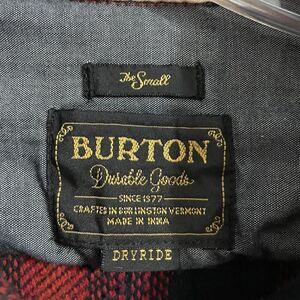 The Small
BURTON
Durable Goods
SINCE 1977
CRAFTED IN BURLINGTON VERMONT
MADE IN INDIA
DRYRIDE